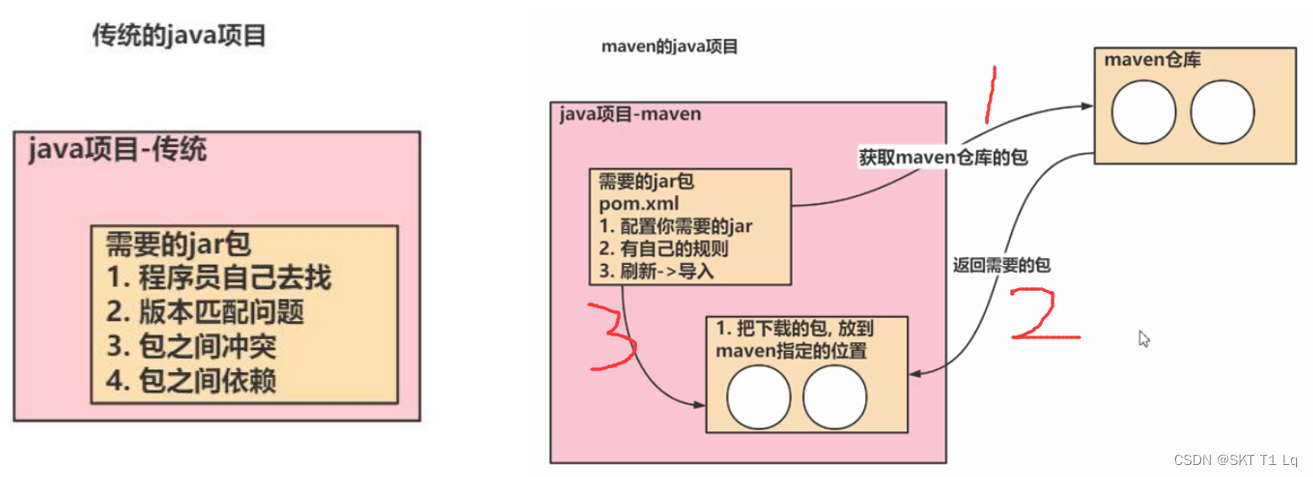 传统的java项目
java项目-传统
需要的jar包
1. 程序员自己去找
2. 版本匹配问题
3. 包之间冲突
4. 包之间依赖
maven的java项目
java项目-maven
需要的jar包
pom.xml
1. 配置你需要的jar
2. 有自己的规则
3. 刷新->导入
1
获取maven仓库的包
maven仓库
返回需要的包
2
3
1. 把下载的包, 放到
maven指定的位置
CSDN @SKT T1 Lq